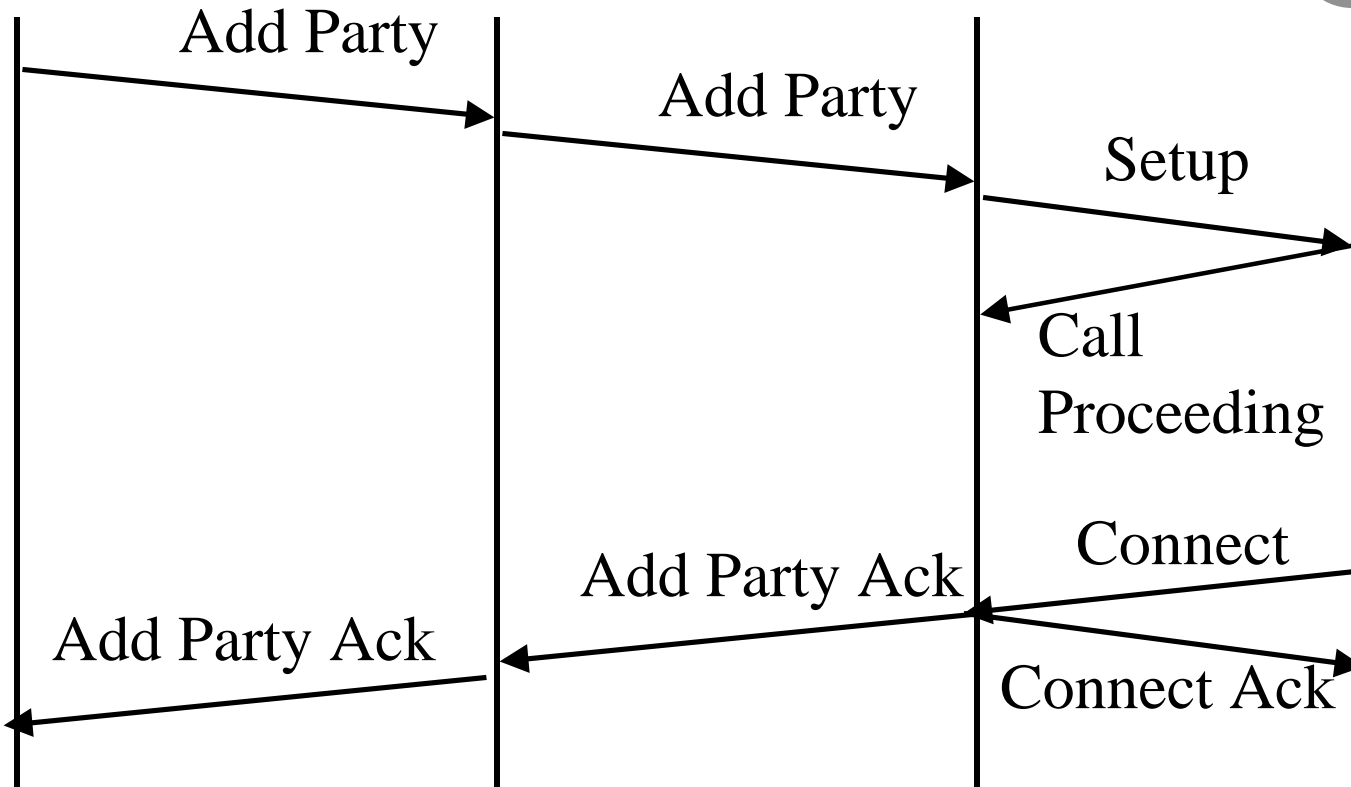 Add Party
Add Party
Setup
Call
Proceeding
Connect
Add Party Ack
Add Party Ack
Connect Ack